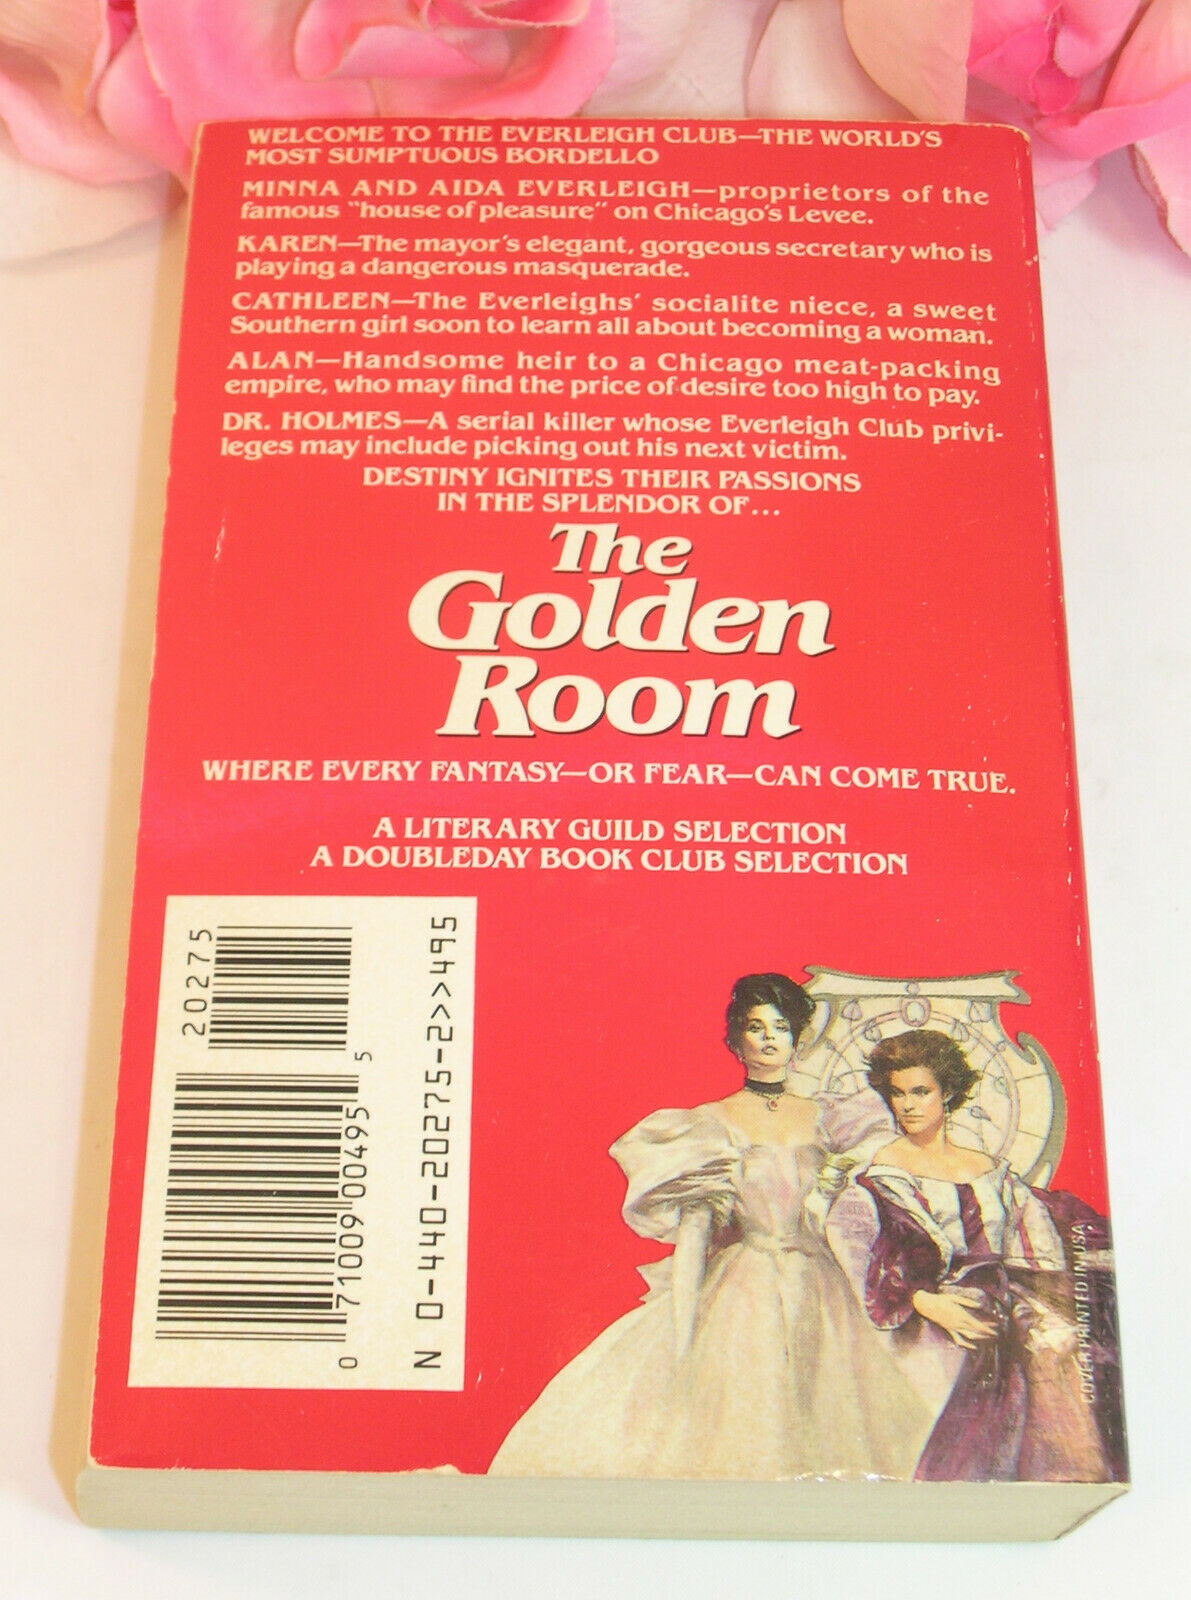 WELCOME TO THE EVERLEIGH CLUB—THE WORLD'S
MOST SUMPTUOUS BORDELLO
MINNA AND AIDA EVERLEIGH—proprietors of the
famous "house of pleasure" on Chicago's Levee.
KAREN—The mayor's elegant, gorgeous secretary who is
playing a dangerous masquerade.
CATHLEEN—The Everleighs' socialite niece, a sweet
Southern girl soon to learn all about becoming a woman.
ALAN—Handsome heir to a Chicago meat-packing
empire, who may find the price of desire too high to pay.
DR. HOLMES—A serial killer whose Everleigh Club privi-
leges may include picking out his next victim.
DESTINY IGNITES THEIR PASSIONS
IN THE SPLENDOR OF...
The
Golden
Room
WHERE EVERY FANTASY—OR FEAR—CAN COME TRUE.
A LITERARY GUILD SELECTION
A DOUBLEDAY BOOK CLUB SELECTION
20275
0 71009 00495 5
N 0-440-20275-2>>495
COVER PRINTED IN USA